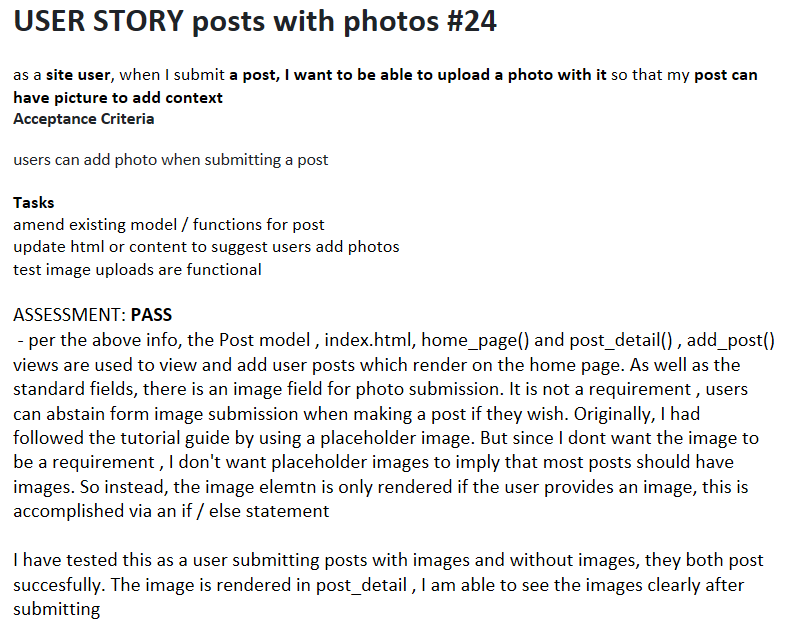 USER STORY posts with photos #24
as a site user, when I submit a post, I want to be able to upload a photo with it so that my post can
have picture to add context
Acceptance Criteria
users can add photo when submitting a post
Tasks
amend existing model / functions for post
update html or content to suggest users add photos
test image uploads are functional
ASSESSMENT: PASS
- per the above info, the Post model , index.html, home_page() and post_detail() , add_post()
views are used to view and add user posts which render on the home page. As well as the
standard fields, there is an image field for photo submission. It is not a requirement , users
can abstain form image submission when making a post if they wish. Originally, I had
followed the tutorial guide by using a placeholder image. But since I dont want the image to
be a requirement , I don't want placeholder images to imply that most posts should have
images. So instead, the image elemtn is only rendered if the user provides an image, this is
accomplished via an if / else statement
I have tested this as a user submitting posts with images and without images, they both post
succesfully. The image is rendered in post_detail , I am able to see the images clearly after
submitting